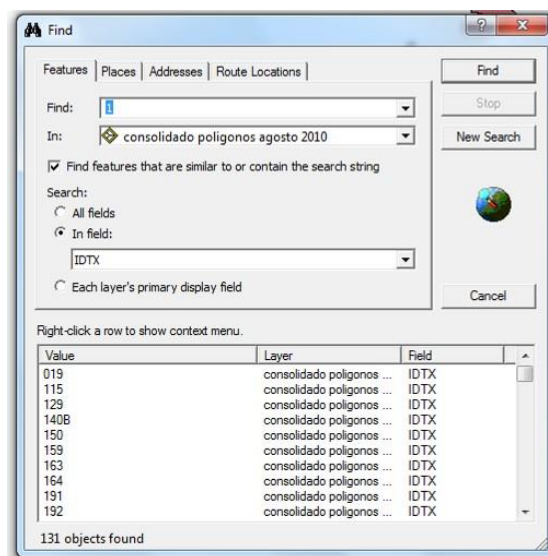 Find
Features Places Addresses Route Locations
Find
Find: 1
Stop
In: consolidado poligonos agosto 2010
New Search
Find features that are similar to or contain the search string
Search:
All fields
In field:
IDTX
Each layer's primary display field
Cancel
Right-click a row to show context menu.
Value Layer Field
019 consolidado poligonos ... IDTX
115 consolidado poligonos ... IDTX
129 consolidado poligonos ... IDTX
140B consolidado poligonos ... IDTX
150 consolidado poligonos ... IDTX
159 consolidado poligonos ... IDTX
163 consolidado poligonos ... IDTX
164 consolidado poligonos ... IDTX
191 consolidado poligonos ... IDTX
192 consolidado poligonos ... IDTX
131 objects found